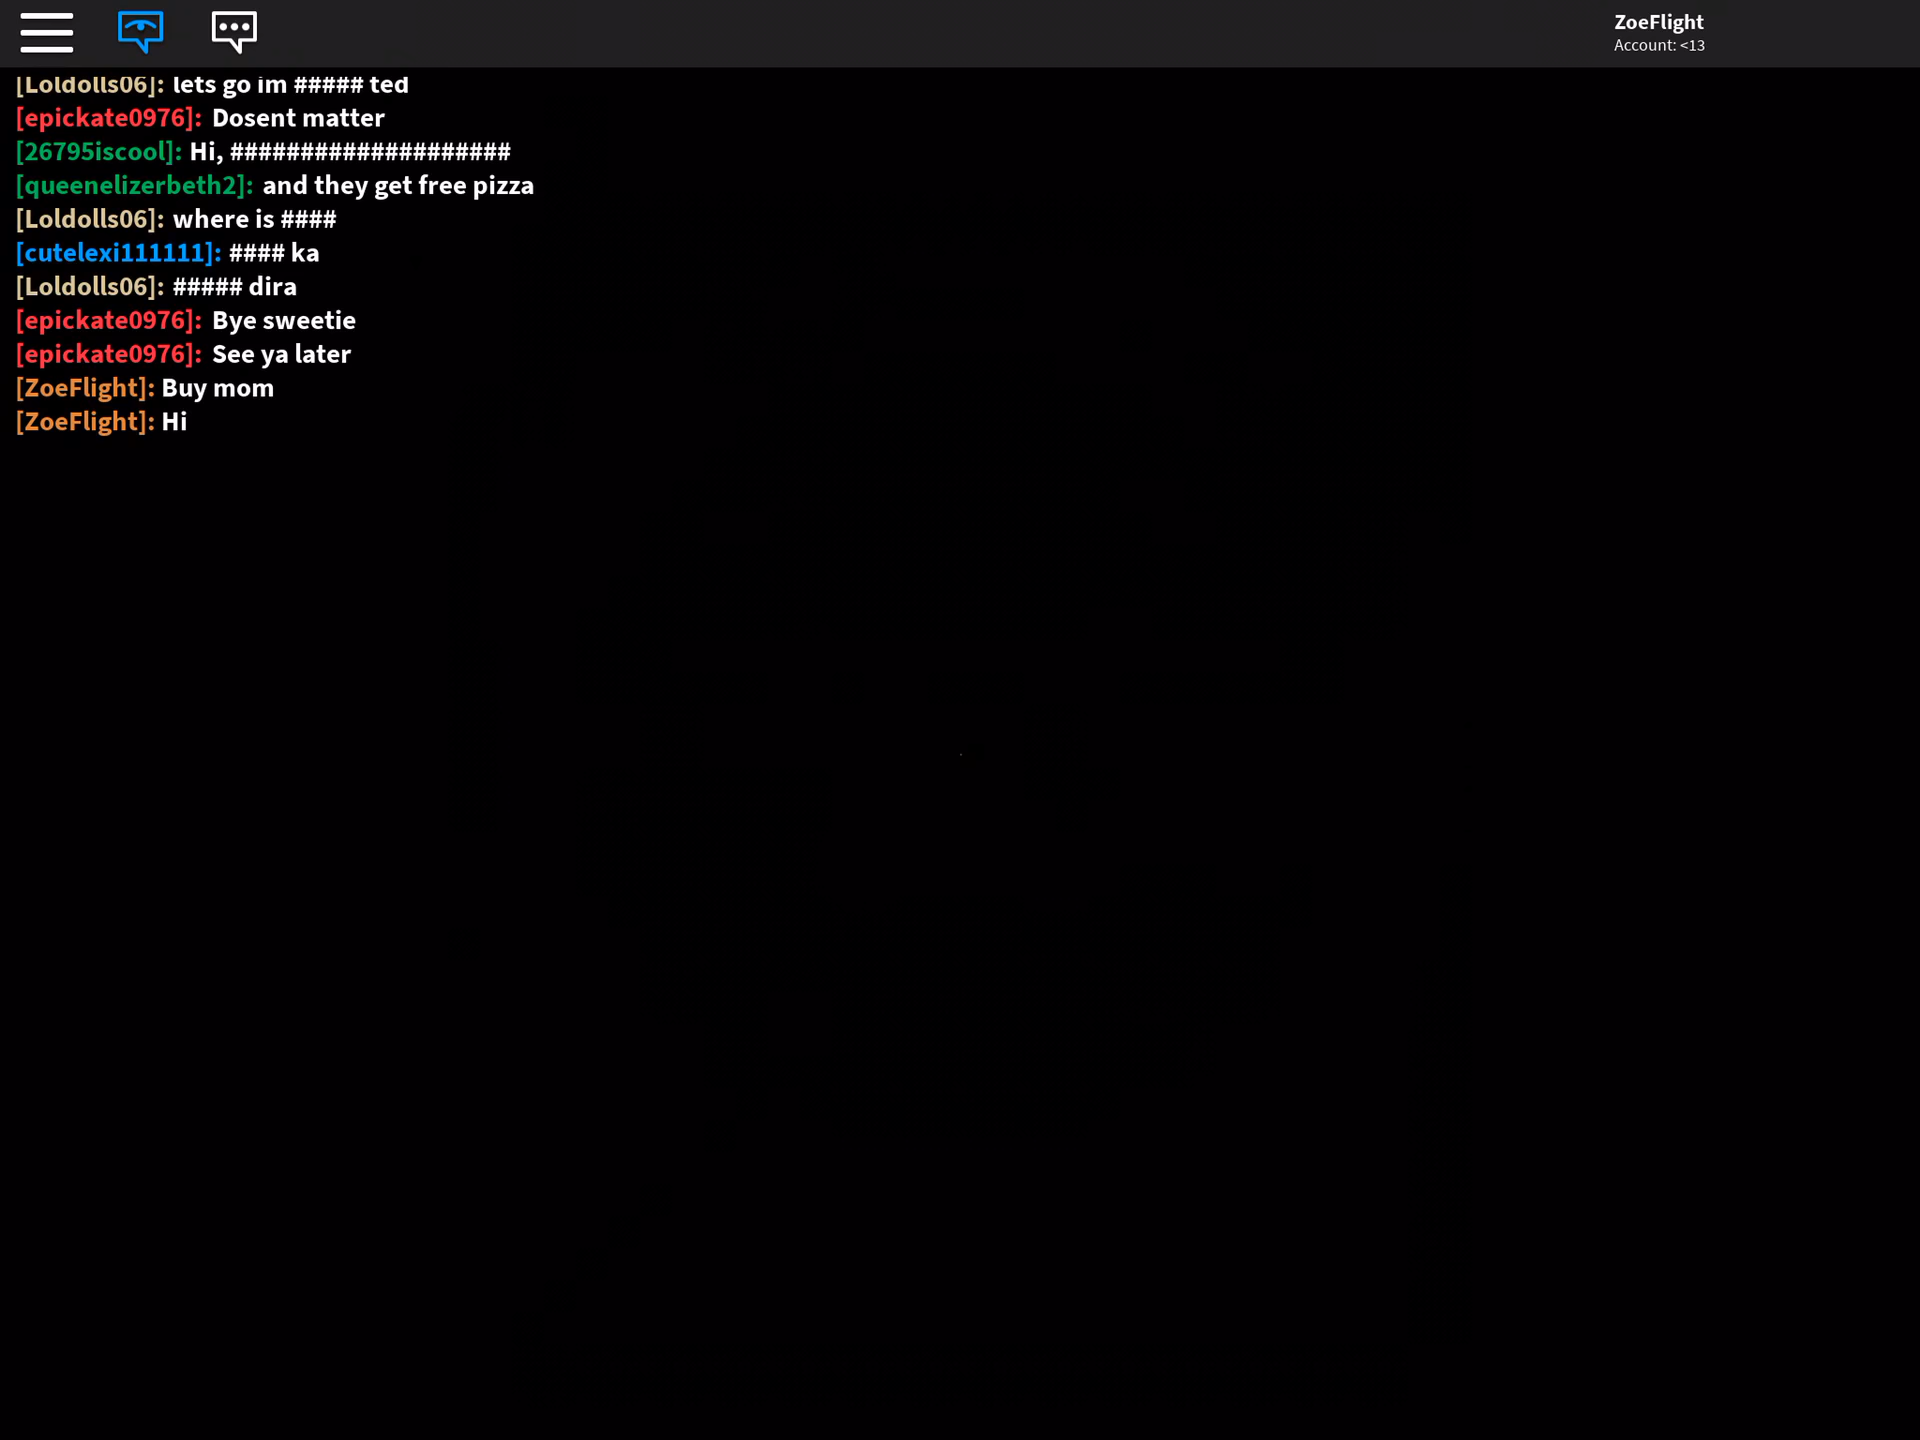 ZoeFlight
Account: <13
[Loldolls06]: lets go im ##### ted
[epickate0976]: Dosent matter
[26795iscool]: Hi, ####################
[queenelizerbeth2]: and they get free pizza
[Loldolls06]: where is ####
[cutelexi111111]: #### ka
[Loldolls06]: ##### dira
[epickate0976]: Bye sweetie
[epickate0976]: See ya later
[ZoeFlight]: Buy mom
[ZoeFlight]: Hi